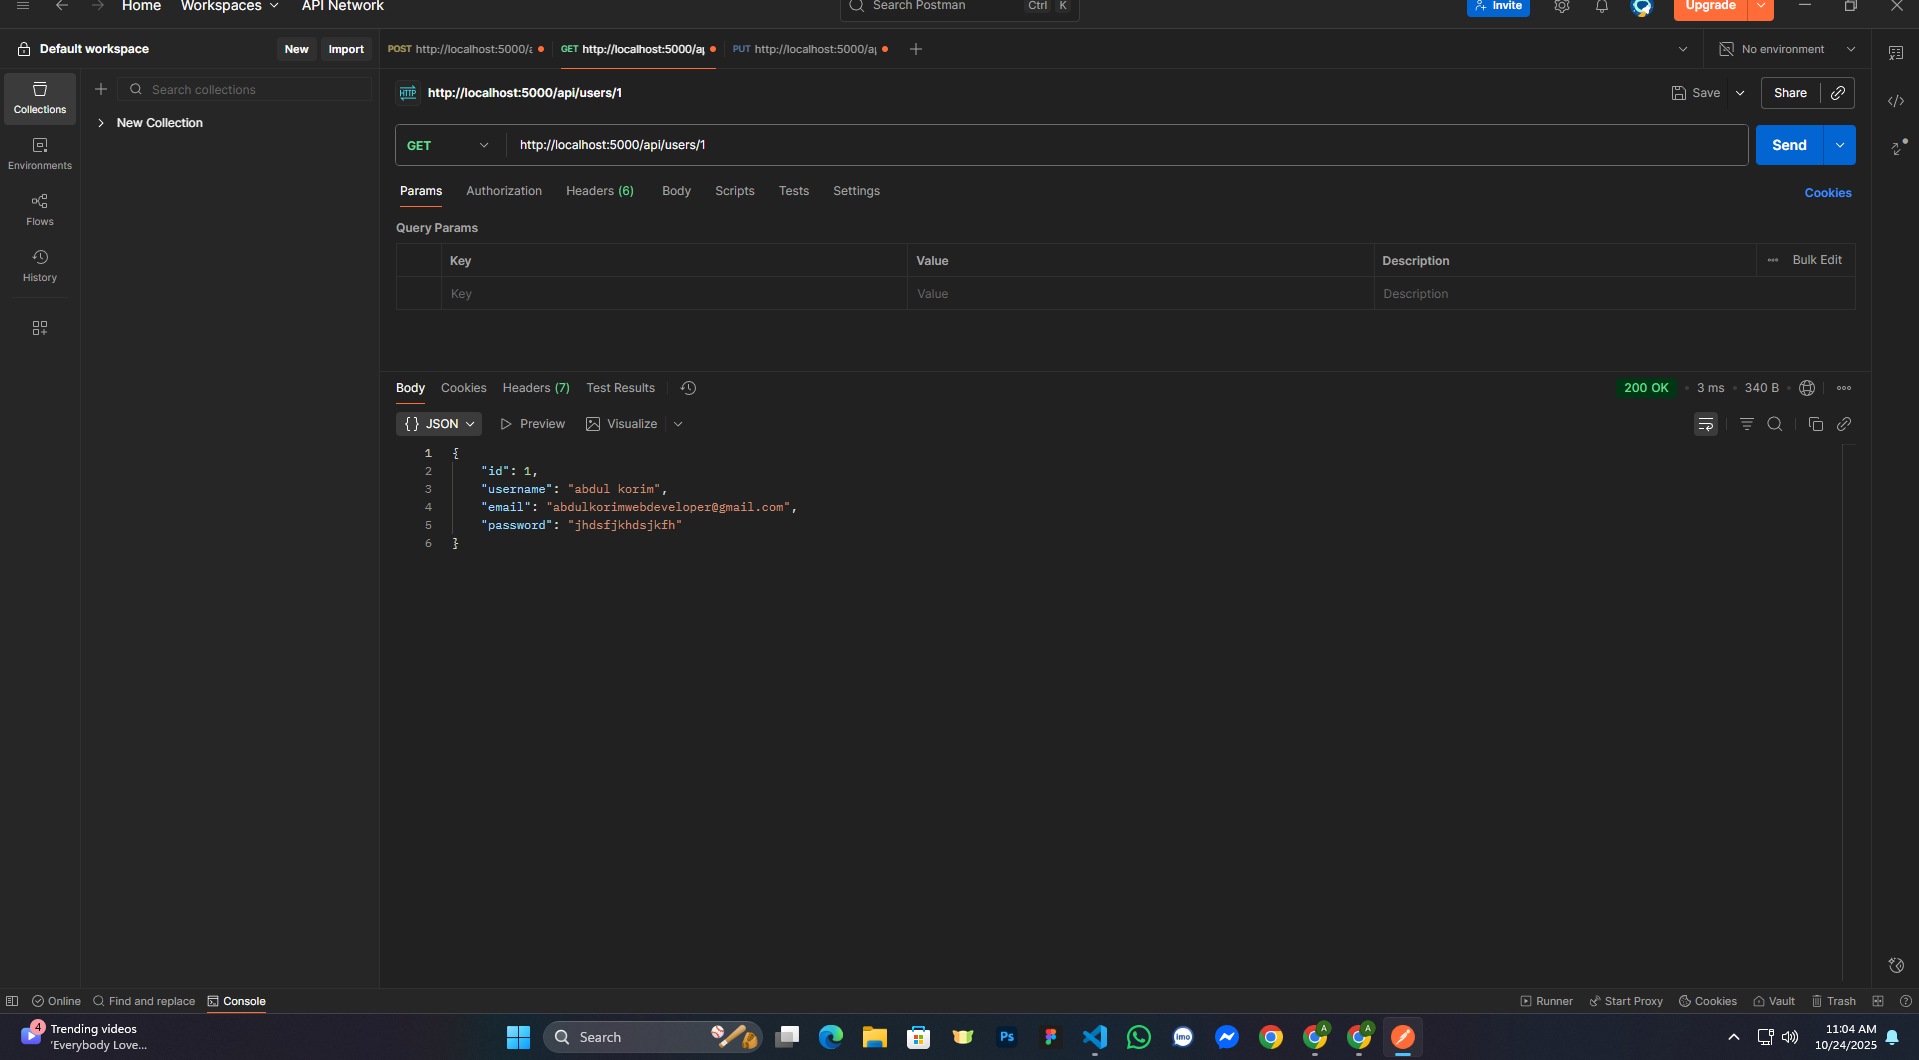 Home Workspaces API Network Search Postman Ctrl K Invite Upgrade
Default workspace New Import POST http://localhost:5000/a GET http://localhost:5000/ap PUT http://localhost:5000/ap No environment
Collections Search collections HTTP http://localhost:5000/api/users/1 Save Share
New Collection
GET http://localhost:5000/api/users/1 Send
Environments
Params Authorization Headers (6) Body Scripts Tests Settings Cookies
Flows
Query Params
Key Value Description Bulk Edit
History
Key Value Description
Body Cookies Headers (7) Test Results 200 OK 3 ms 340 B
{ } JSON Preview Visualize
1 {
2 "id": 1,
3 "username": "abdul korim",
4 "email": "abdulkorimwebdeveloper@gmail.com",
5 "password": "jhdsfjkhdsjkfh"
6 }
Online Find and replace Console Runner Start Proxy Cookies Vault Trash
4 Trending videos
'Everybody Love...
Search Ps imo A A
11:04 AM
10/24/2025